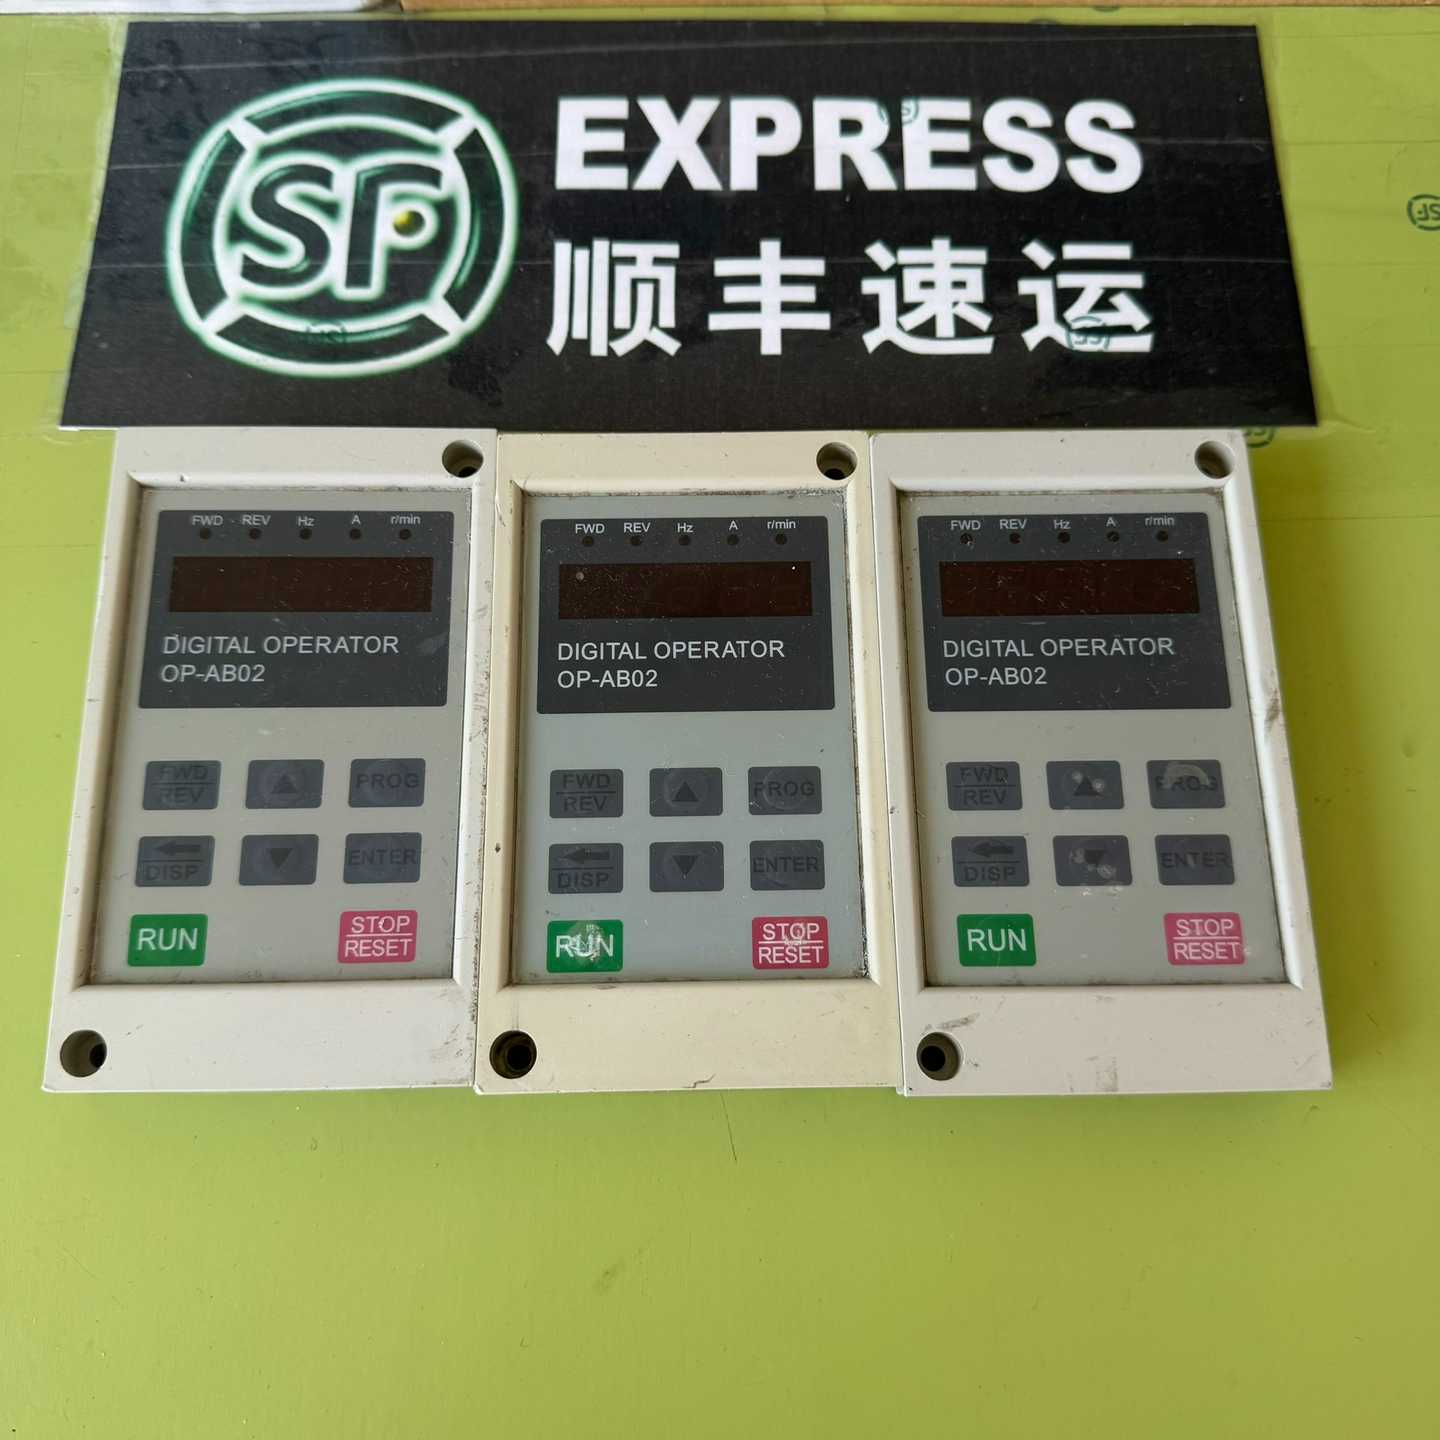 SF EXPRESS
顺丰速运
FWD REV Hz A r/min
DIGITAL OPERATOR
OP-AB02
FWD
REV
PROG
DISP
ENTER
RUN
STOP
RESET
FWD REV Hz A r/min
DIGITAL OPERATOR
OP-AB02
FWD
REV
PROG
DISP
ENTER
RUN
STOP
RESET
FWD REV Hz A r/min
DIGITAL OPERATOR
OP-AB02
FWD
REV
PROG
DISP
ENTER
RUN
STOP
RESET
SF